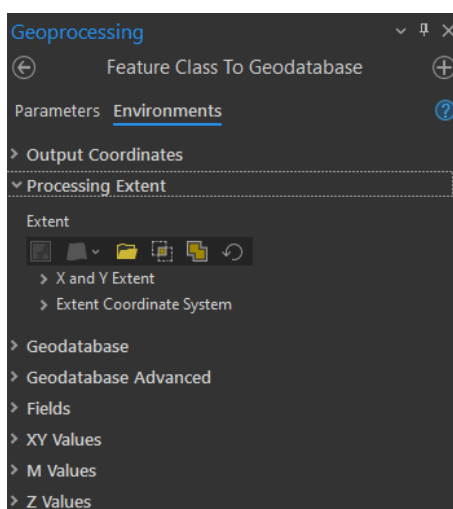 Geoprocessing
Feature Class To Geodatabase
Parameters Environments
Output Coordinates
Processing Extent
Extent
X and Y Extent
Extent Coordinate System
Geodatabase
Geodatabase Advanced
Fields
XY Values
M Values
Z Values